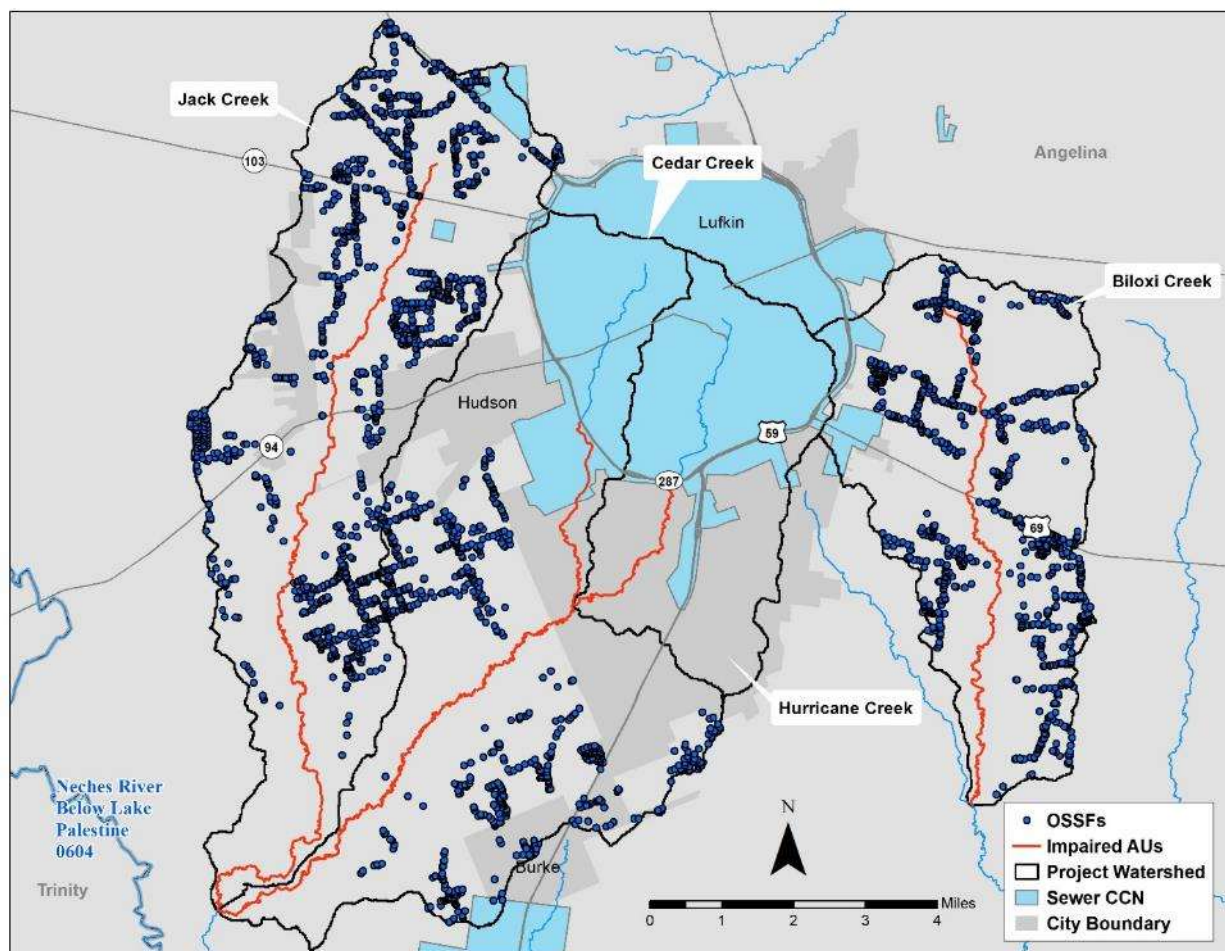 Jack Creek
103
Cedar Creek
Angelina
Lufkin
Biloxi Creek
Hudson
94
59
287
69
Hurricane Creek
Neches River
Below Lake
Palestine
0604
Trinity
Burke
N
Miles
0 1 2 3 4
OSSFs
Impaired AUs
Project Watershed
Sewer CCN
City Boundary